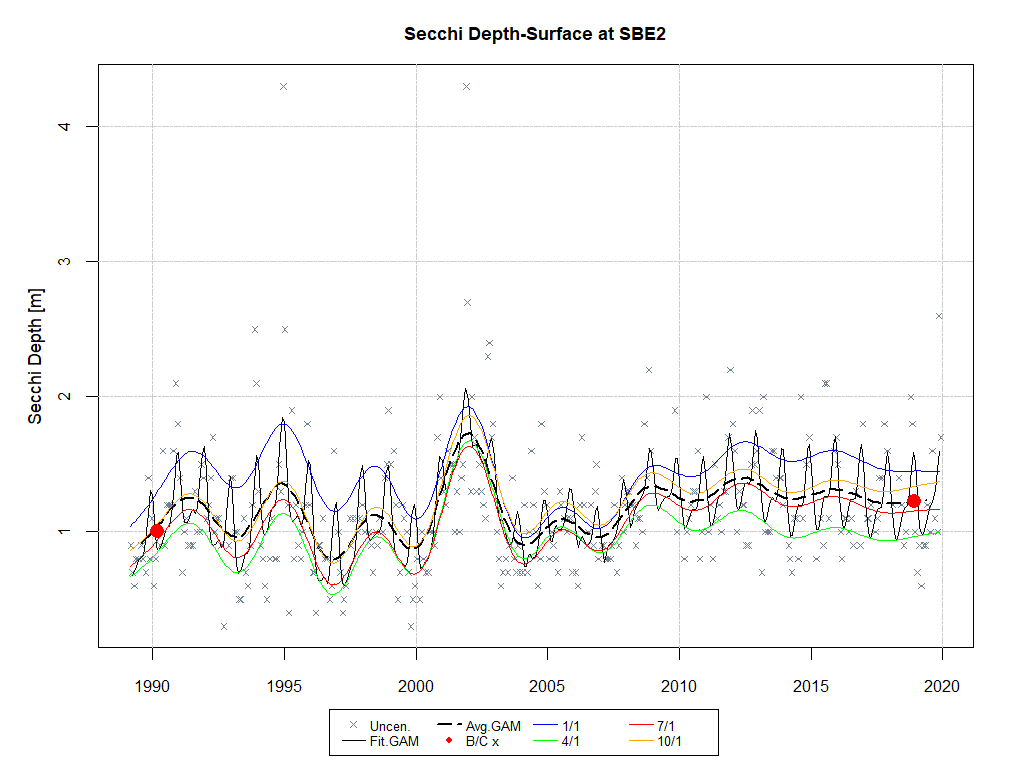 Secchi Depth-Surface at SBE2
Secchi Depth [m]
4
3
2
1
1990 1995 2000 2005 2010 2015 2020
Uncen. Avg.GAM 1/1 7/1
Fit.GAM B/C x 4/1 10/1